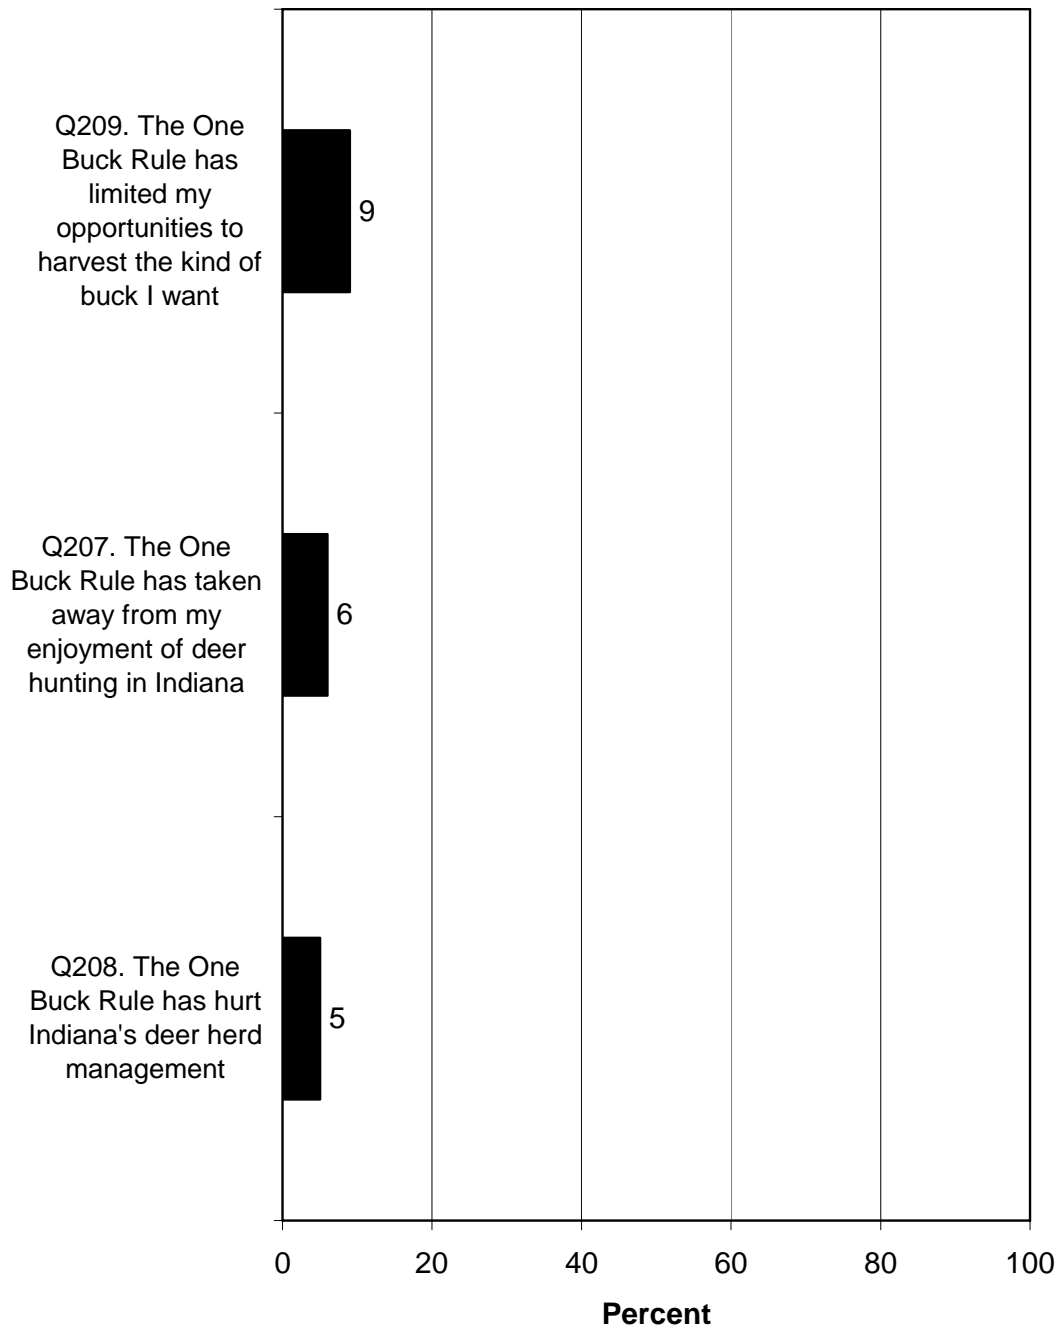 Q209. The One
Buck Rule has
limited my
opportunities to
harvest the kind of
buck I want
9
Q207. The One
Buck Rule has taken
away from my
enjoyment of deer
hunting in Indiana
6
Q208. The One
Buck Rule has hurt
Indiana's deer herd
management
5
0 20 40 60 80 100
Percent